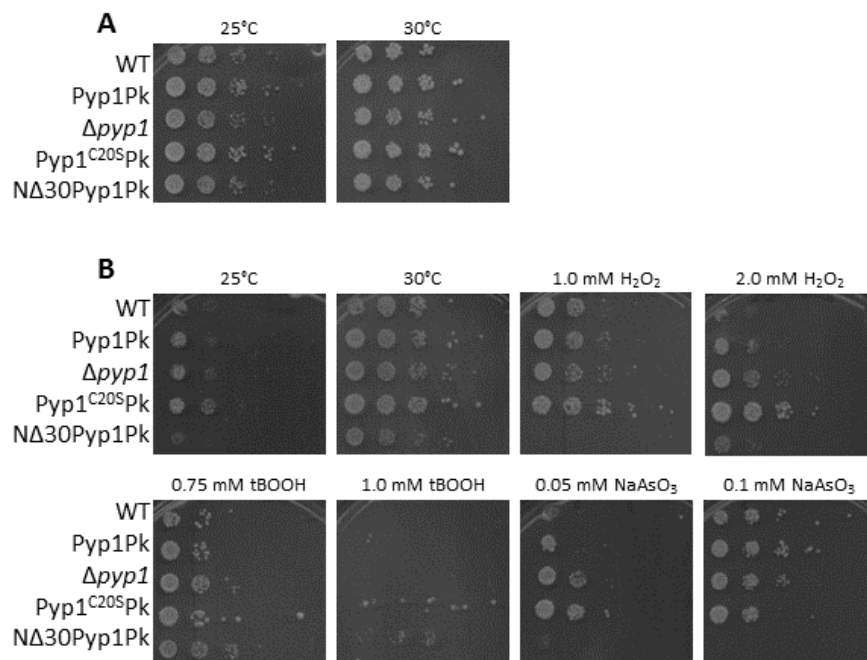 A
25°C 30°C
WT
Pyp1Pk
Δpyp1
Pyp1C20SPk
NΔ30Pyp1Pk
B
25°C 30°C 1.0 mM H2O2 2.0 mM H2O2
WT
Pyp1Pk
Δpyp1
Pyp1C20SPk
NΔ30Pyp1Pk
0.75 mM tBOOH 1.0 mM tBOOH 0.05 mM NaAsO3 0.1 mM NaAsO3
WT
Pyp1Pk
Δpyp1
Pyp1C20SPk
NΔ30Pyp1Pk